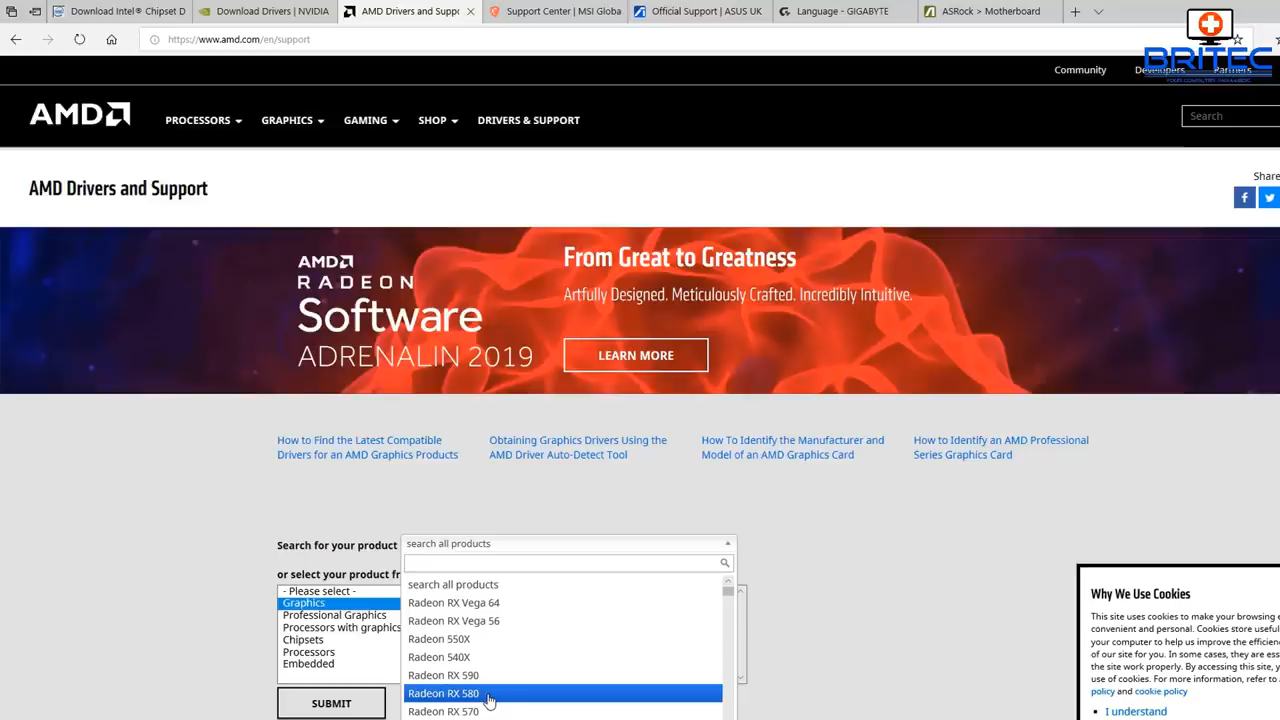 Download Intel® Chipset D
Download Drivers | NVIDIA
AMD Drivers and Suppo
Support Center | MSI Globa
Official Support | ASUS UK
Language - GIGABYTE
ASRock > Motherboard
https://www.amd.com/en/support
BRITEC
YOUR COMPUTER PARAMEDIC
Community
Developers
Partners
AMD
PROCESSORS
GRAPHICS
GAMING
SHOP
DRIVERS & SUPPORT
Search
AMD Drivers and Support
Share
AMD
RADEON
Software
ADRENALIN 2019
From Great to Greatness
Artfully Designed. Meticulously Crafted. Incredibly Intuitive.
LEARN MORE
How to Find the Latest Compatible
Drivers for an AMD Graphics Products
Obtaining Graphics Drivers Using the
AMD Driver Auto-Detect Tool
How To Identify the Manufacturer and
Model of an AMD Graphics Card
How to Identify an AMD Professional
Series Graphics Card
Search for your product
search all products
or select your product fr
- Please select -
Graphics
Professional Graphics
Processors with graphics
Chipsets
Processors
Embedded
SUBMIT
search all products
Radeon RX Vega 64
Radeon RX Vega 56
Radeon 550X
Radeon 540X
Radeon RX 590
Radeon RX 580
Radeon RX 570
Why We Use Cookies
This site uses cookies to make your browsing e
convenient and personal. Cookies store useful
your computer to help us improve the efficien
of our site for you. In some cases, they are ess
the site work properly. By accessing this site, y
use of cookies. For more information, refer to
policy and cookie policy
I understand